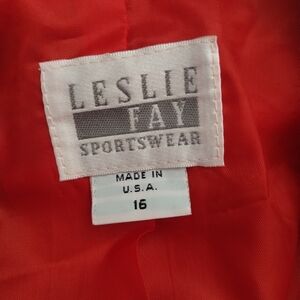 LESLIE
FAY
SPORTSWEAR
MADE IN
U.S.A.
16